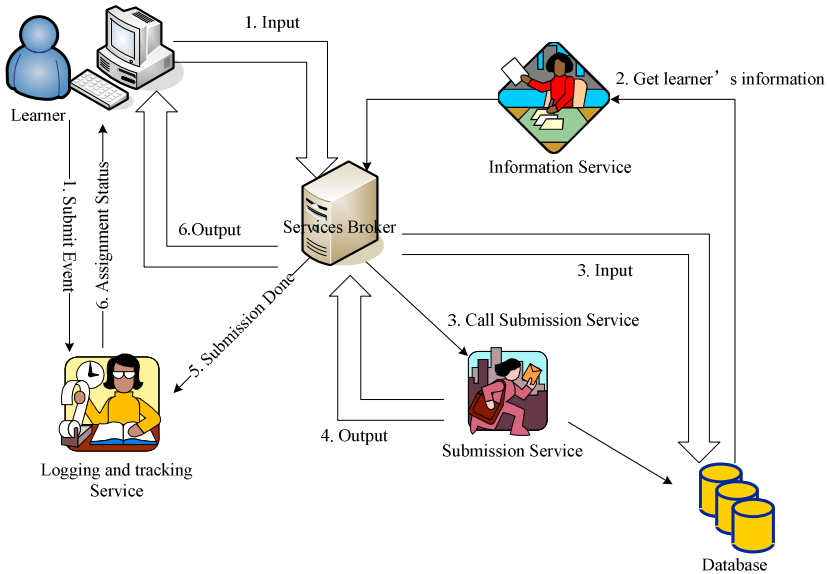 1. Input
2. Get learner’s information
Learner
Information Service
1. Submit Event
6. Assignment Status
6.Output
Services Broker
3. Input
5. Submission Done
3. Call Submission Service
4. Output
Submission Service
Logging and tracking
Service
Database